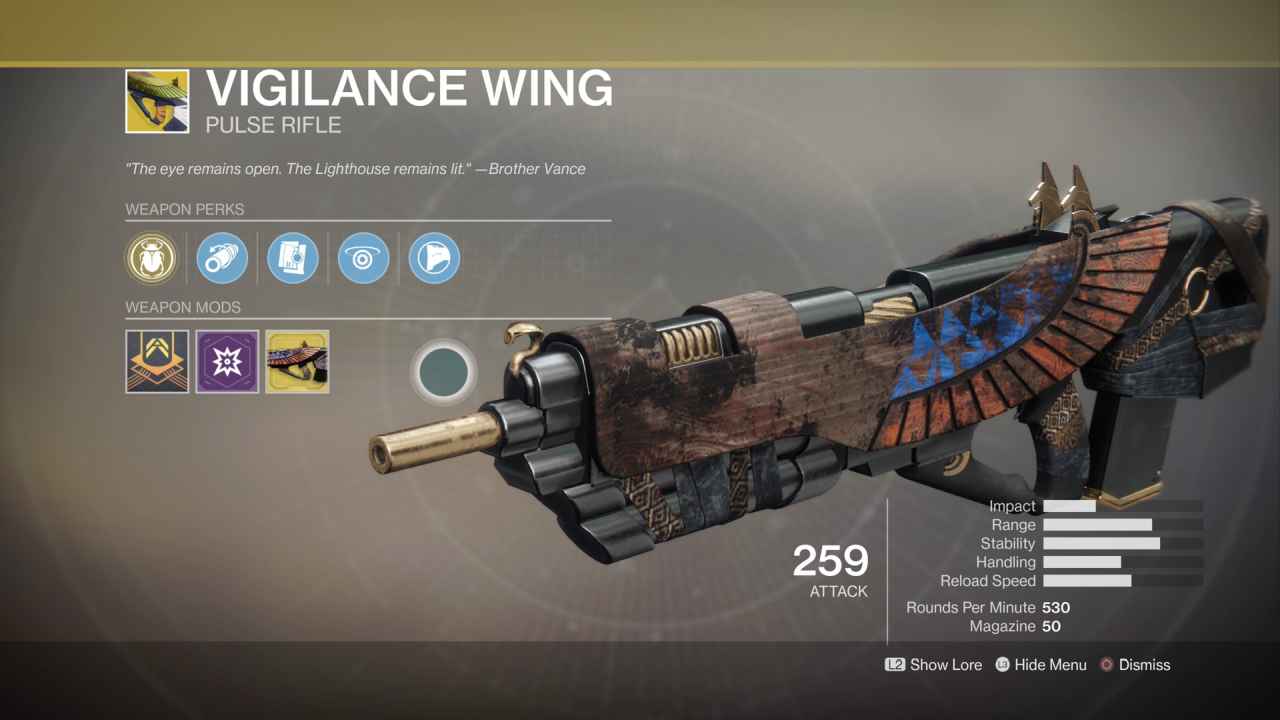 VIGILANCE WING
PULSE RIFLE
"The eye remains open. The Lighthouse remains lit." —Brother Vance
WEAPON PERKS
WEAPON MODS
259
ATTACK
Impact
Range
Stability
Handling
Reload Speed
Rounds Per Minute 530
Magazine 50
L2 Show Lore L3 Hide Menu Dismiss